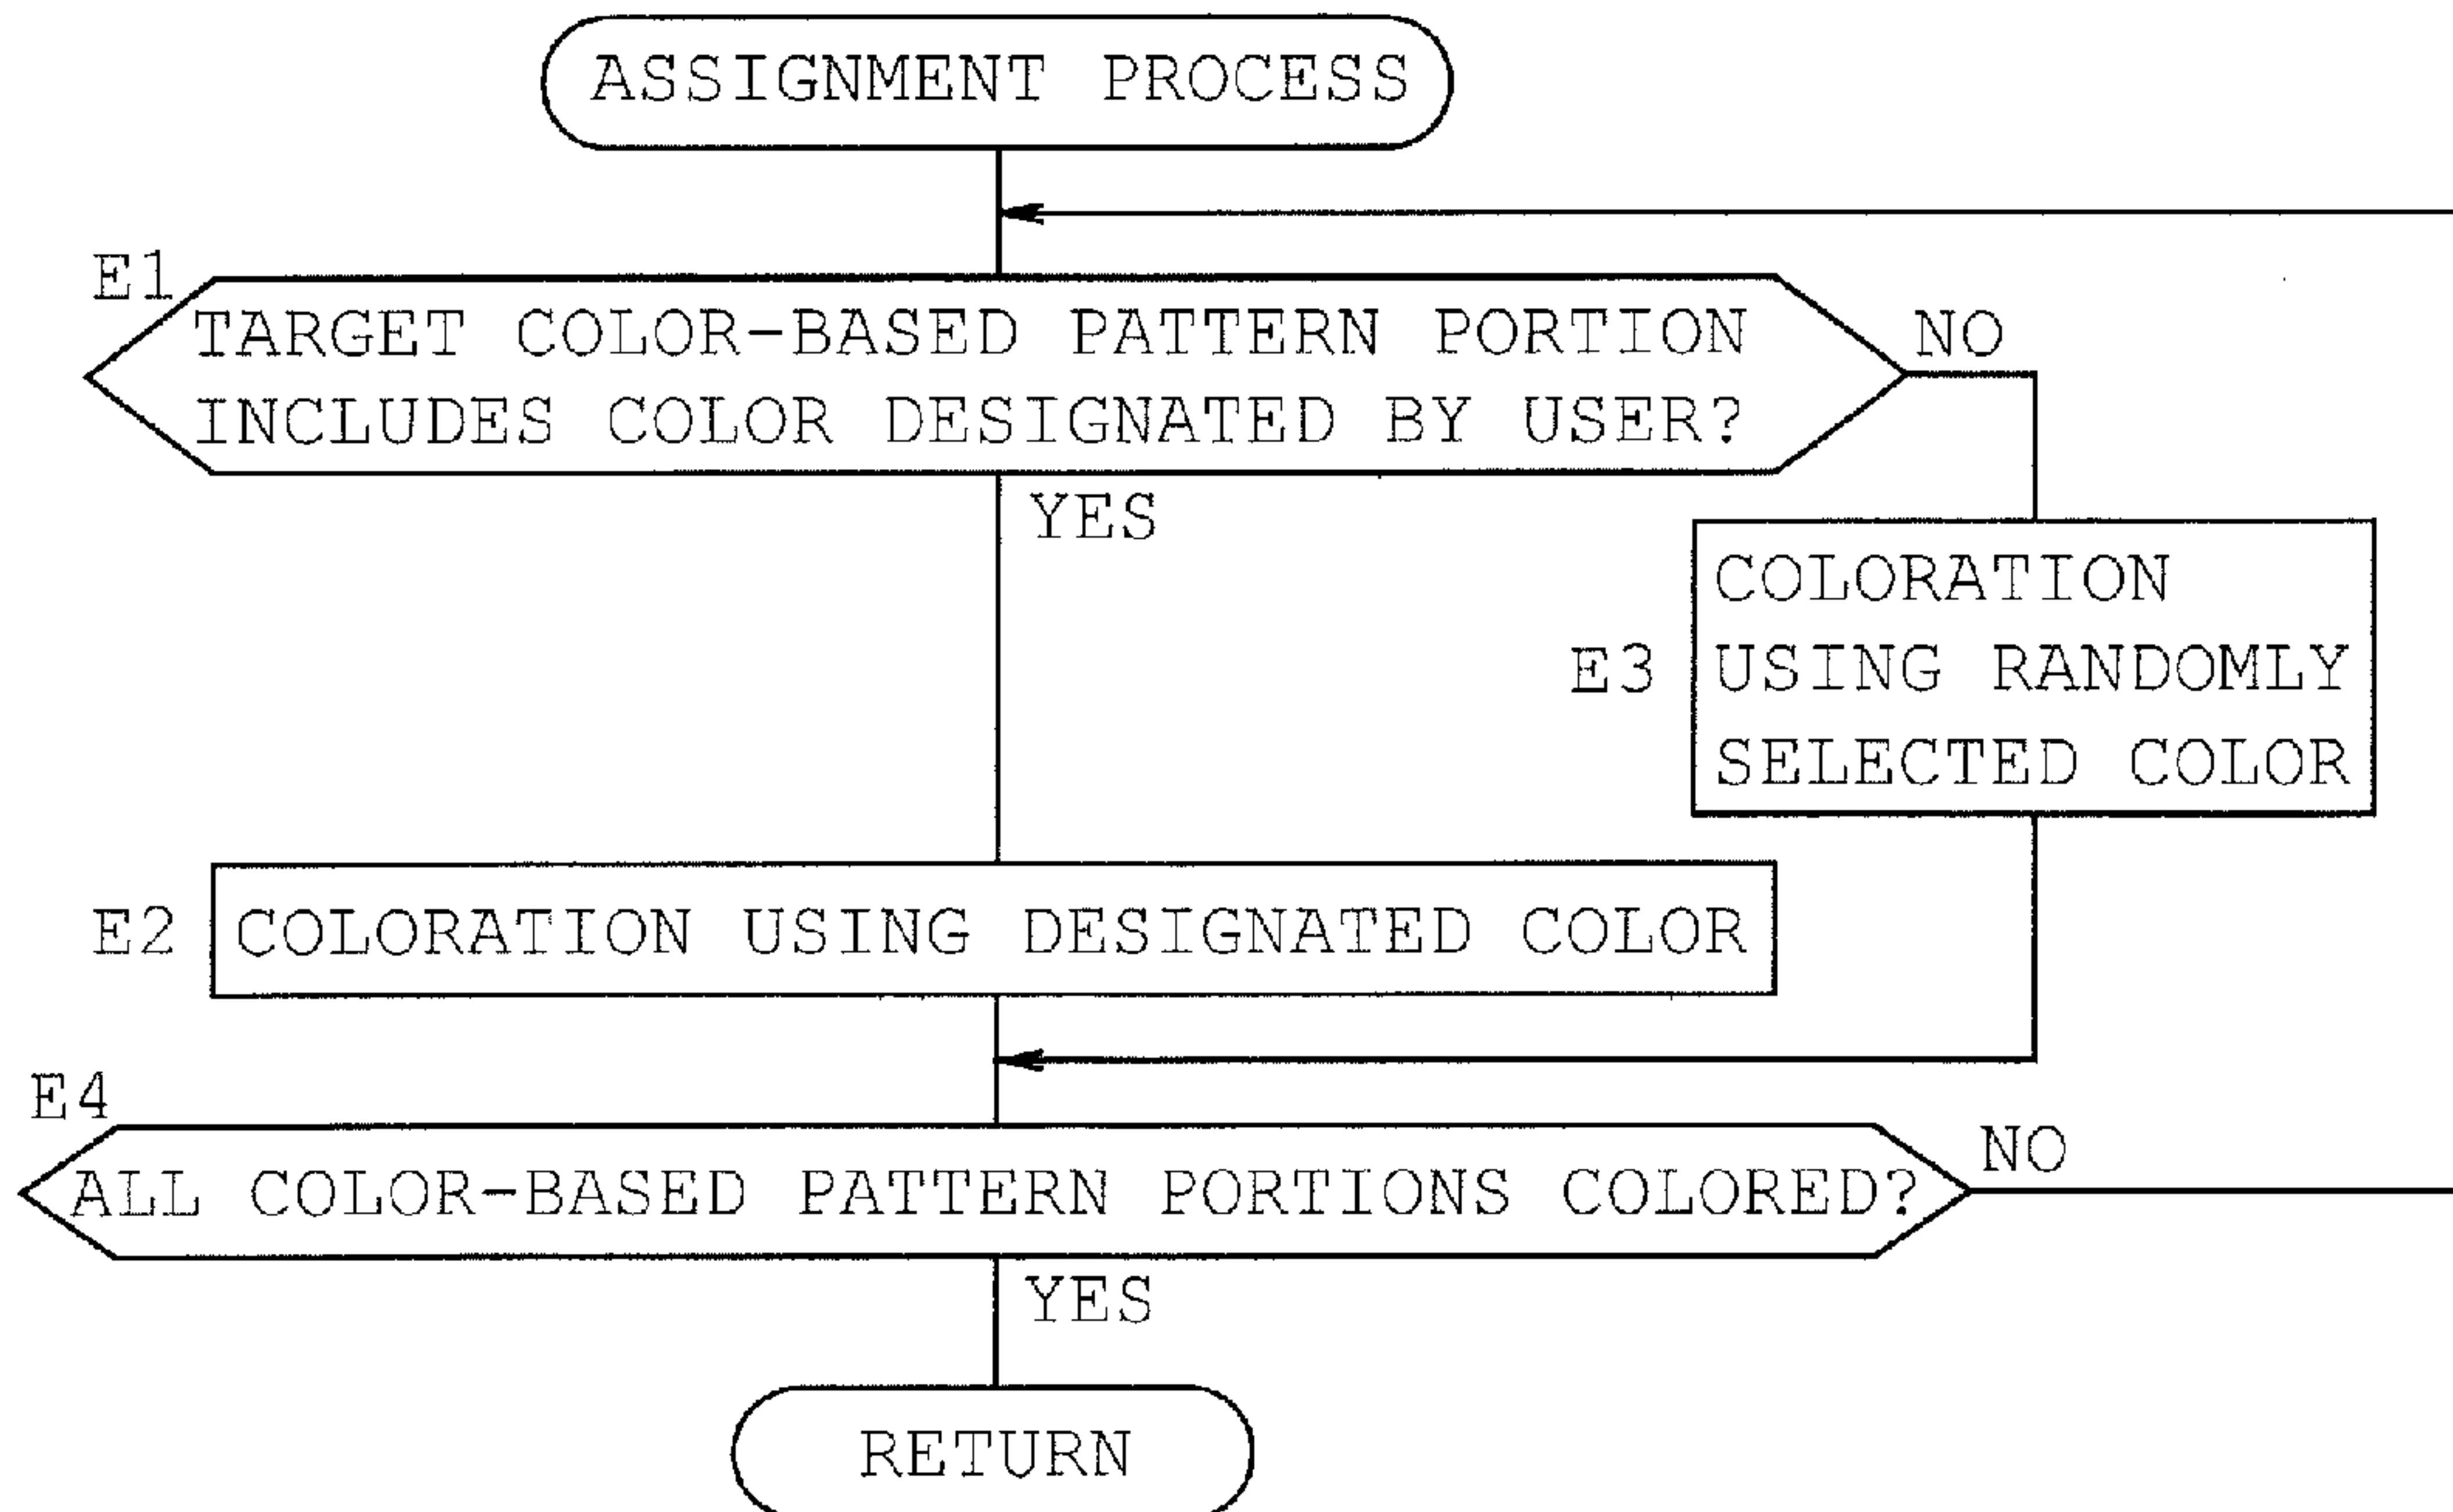 ASSIGNMENT PROCESS
E1
TARGET COLOR-BASED PATTERN PORTION
INCLUDES COLOR DESIGNATED BY USER?
NO
YES
COLORATION
E3 USING RANDOMLY
SELECTED COLOR
E2 COLORATION USING DESIGNATED COLOR
E4
ALL COLOR-BASED PATTERN PORTIONS COLORED?
NO
YES
RETURN